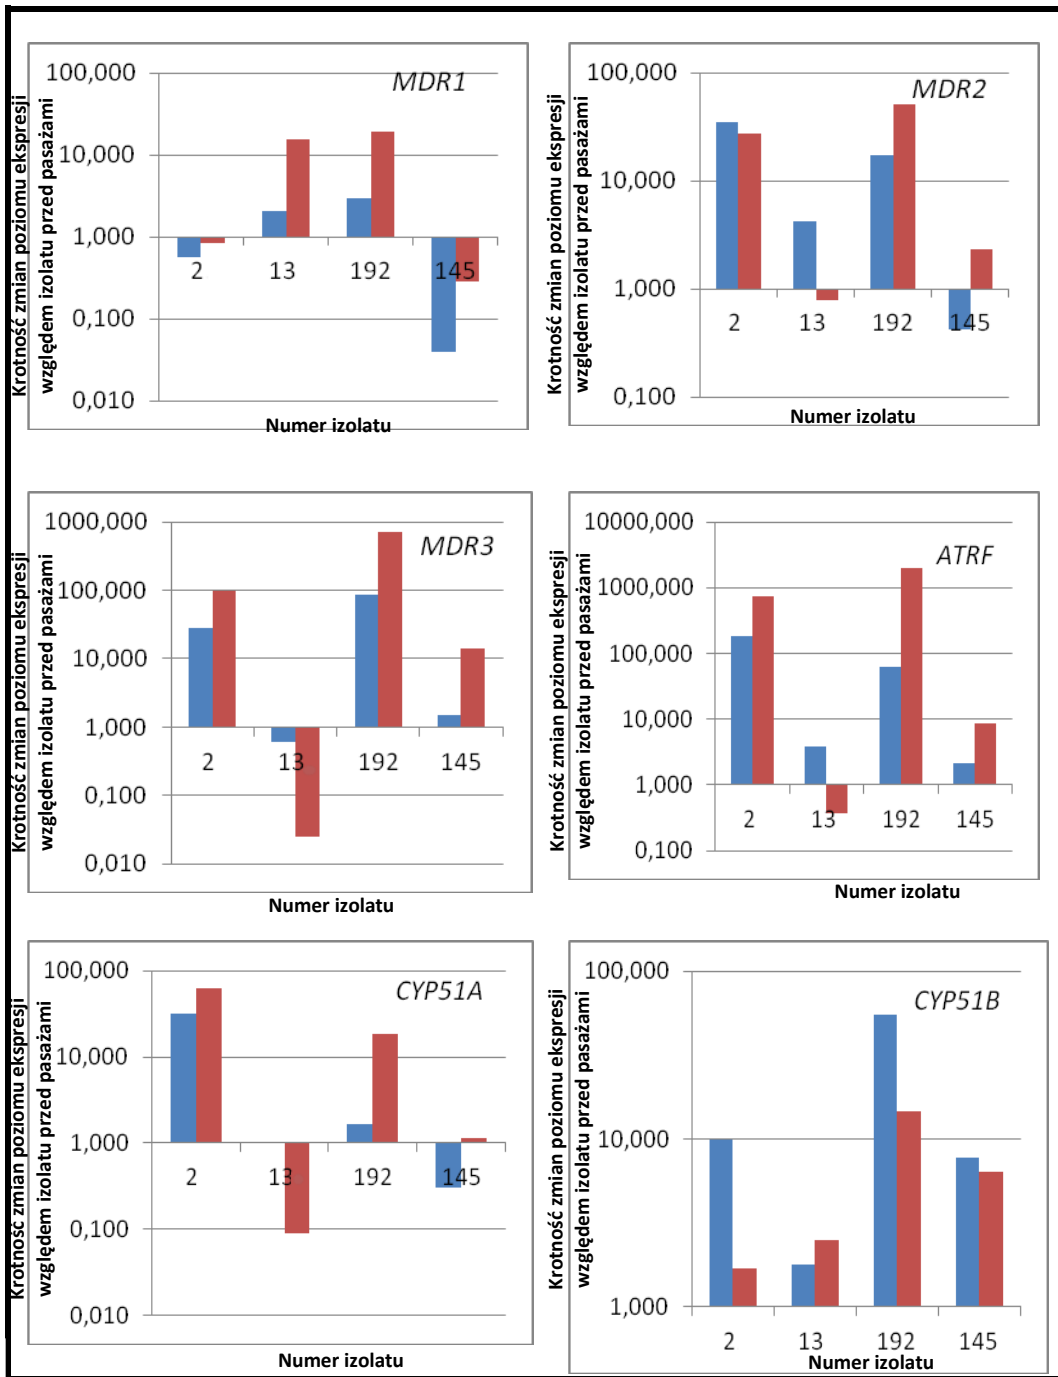 Krotność zmian poziomu ekspresji
względem izolatu przed pasażami
MDR1
100,000
10,000
1,000
0,100
0,010
2 13 192 145
Numer izolatu
Krotność zmian poziomu ekspresji
względem izolatu przed pasażami
MDR2
100,000
10,000
1,000
0,100
2 13 192 145
Numer izolatu
Krotność zmian poziomu ekspresji
względem izolatu przed pasażami
MDR3
1000,000
100,000
10,000
1,000
0,100
0,010
2 13 192 145
Numer izolatu
Krotność zmian poziomu ekspresji
względem izolatu przed pasażami
ATRF
10000,000
1000,000
100,000
10,000
1,000
0,100
2 13 192 145
Numer izolatu
Krotność zmian poziomu ekspresji
względem izolatu przed pasażami
CYP51A
100,000
10,000
1,000
0,100
0,010
2 13 192 145
Numer izolatu
Krotność zmian poziomu ekspresji
względem izolatu przed pasażami
CYP51B
100,000
10,000
1,000
2 13 192 145
Numer izolatu